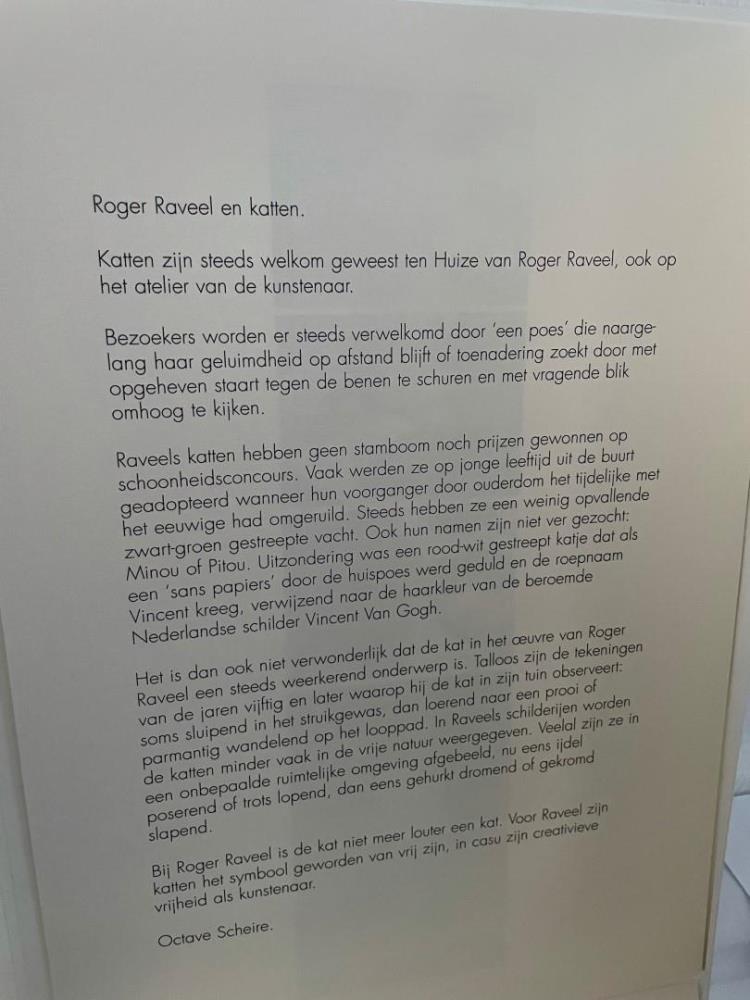 Roger Raveel en katten.
Katten zijn steeds welkom geweest ten Huize van Roger Raveel, ook op
het atelier van de kunstenaar.
Bezoekers worden er steeds verwelkomd door 'een poes' die naarge-
lang haar geluimdheid op afstand blijft of toenadering zoekt door met
opgeheven staart tegen de benen te schuren en met vragende blik
omhoog te kijken.
Raveels katten hebben geen stamboom noch prijzen gewonnen op
schoonheidsconcours. Vaak werden ze op jonge leeftijd uit de buurt
geadopteerd wanneer hun voorganger door ouderdom het tijdelijke met
het eeuwige had omgeruild. Steeds hebben ze een weinig opvallende
zwart-groen gestreepte vacht. Ook hun namen zijn niet ver gezocht:
Minou of Pitou. Uitzondering was een rood-wit gestreept katje dat als
een 'sans papiers' door de huispoes werd geduld en de roepnaam
Vincent kreeg, verwijzend naar de haarkleur van de beroemde
Nederlandse schilder Vincent Van Gogh.
Het is dan ook niet verwonderlijk dat de kat in het œuvre van Roger
Raveel een steeds weerkerend onderwerp is. Talloos zijn de tekeningen
van de jaren vijftig en later waarop hij de kat in zijn tuin observeert:
soms sluipend in het struikgewas, dan loerend naar een prooi of
parmantig wandelend op het looppad. In Raveels schilderijen worden
de katten minder vaak in de vrije natuur weergegeven. Veelal zijn ze in
een onbepaalde ruimtelijke omgeving afgebeeld, nu eens ijdel
poserend of trots lopend, dan eens gehurkt dromend of gekromd
slapend.
Bij Roger Raveel is de kat niet meer louter een kat. Voor Raveel zijn
katten het symbool geworden van vrij zijn, in casu zijn creativieve
vrijheid als kunstenaar.
Octave Scheire.